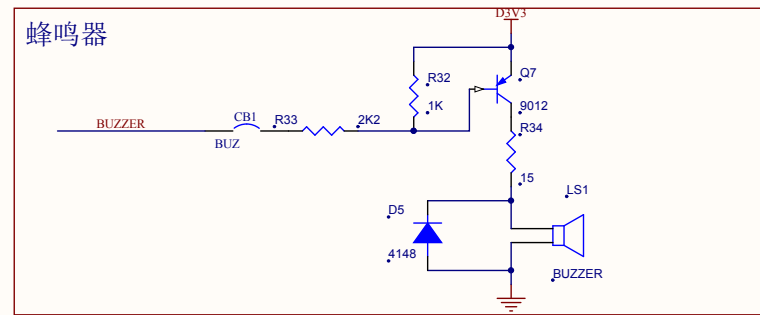 D3V3
蜂鸣器
Q7
R32
1K
9012
CB1
R33
2K2
BUZZER
R34
BUZ
15
LS1
D5
4148
BUZZER